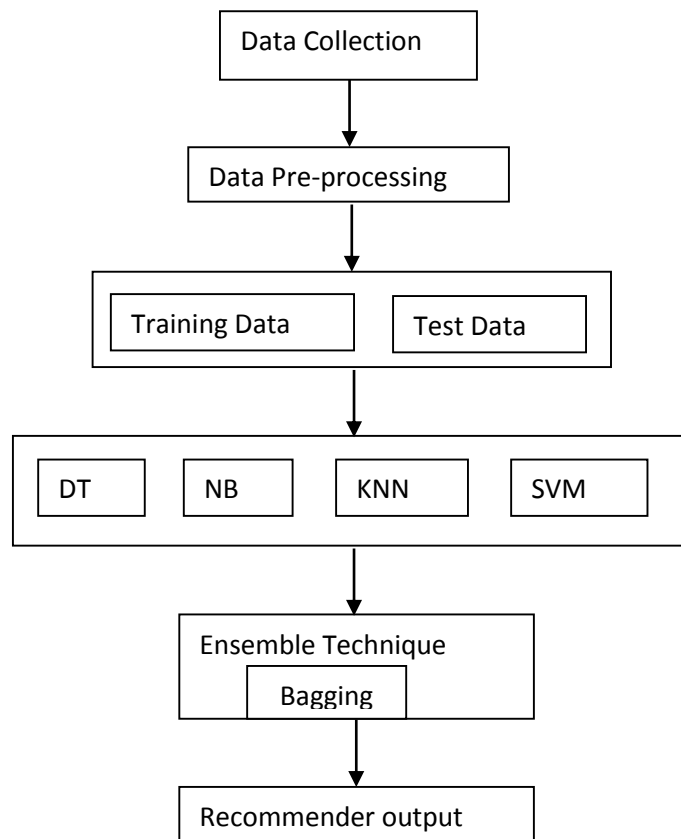 Data Collection
Data Pre-processing
Training Data
Test Data
DT
NB
KNN
SVM
Ensemble Technique
Bagging
Recommender output